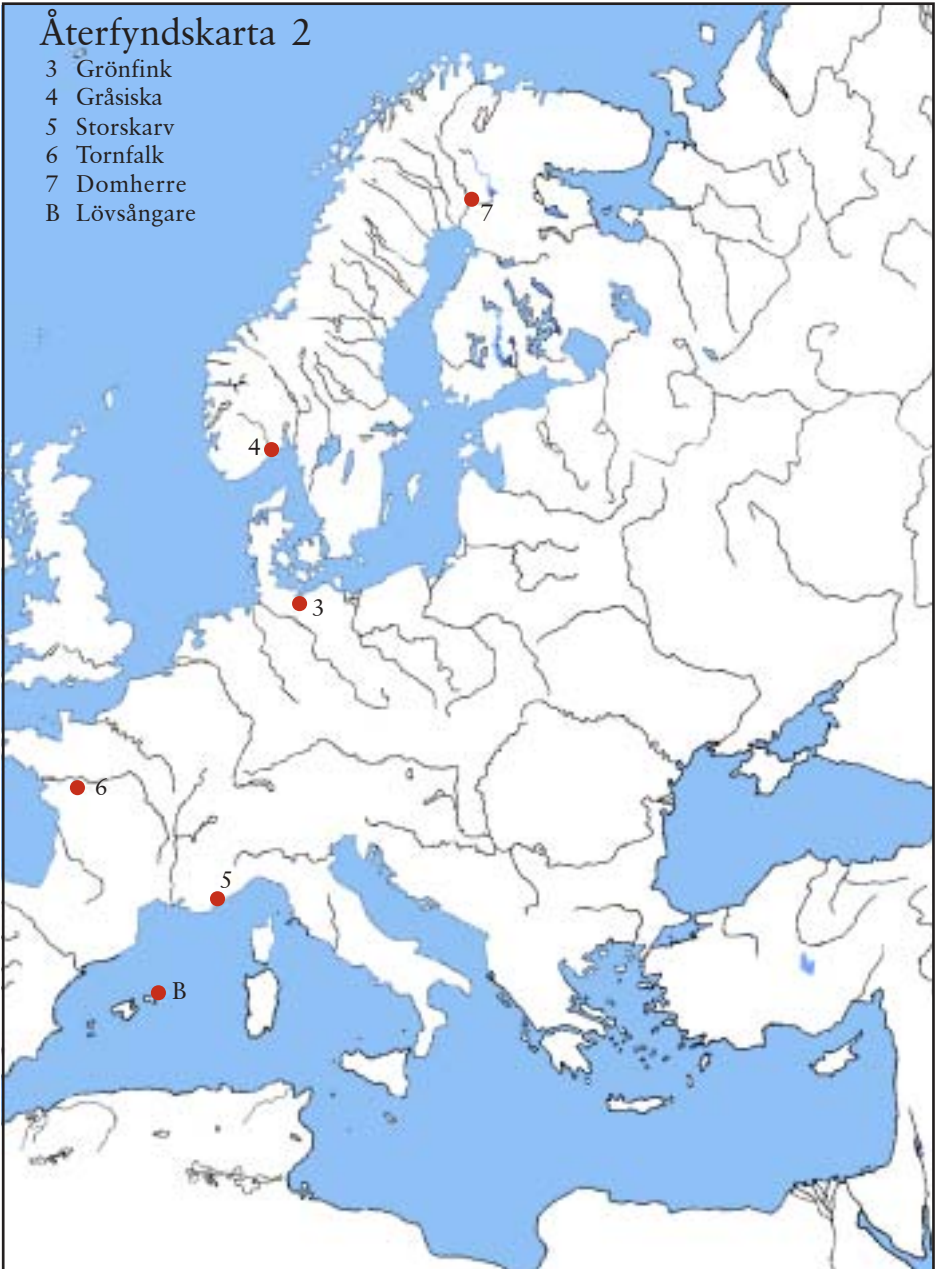 Återfyndskarta 2
3 Grönfink
4 Gråsiska
5 Storskarv
6 Tornfalk
7 Domherre
B Lövsångare
7
4
3
6
5
B